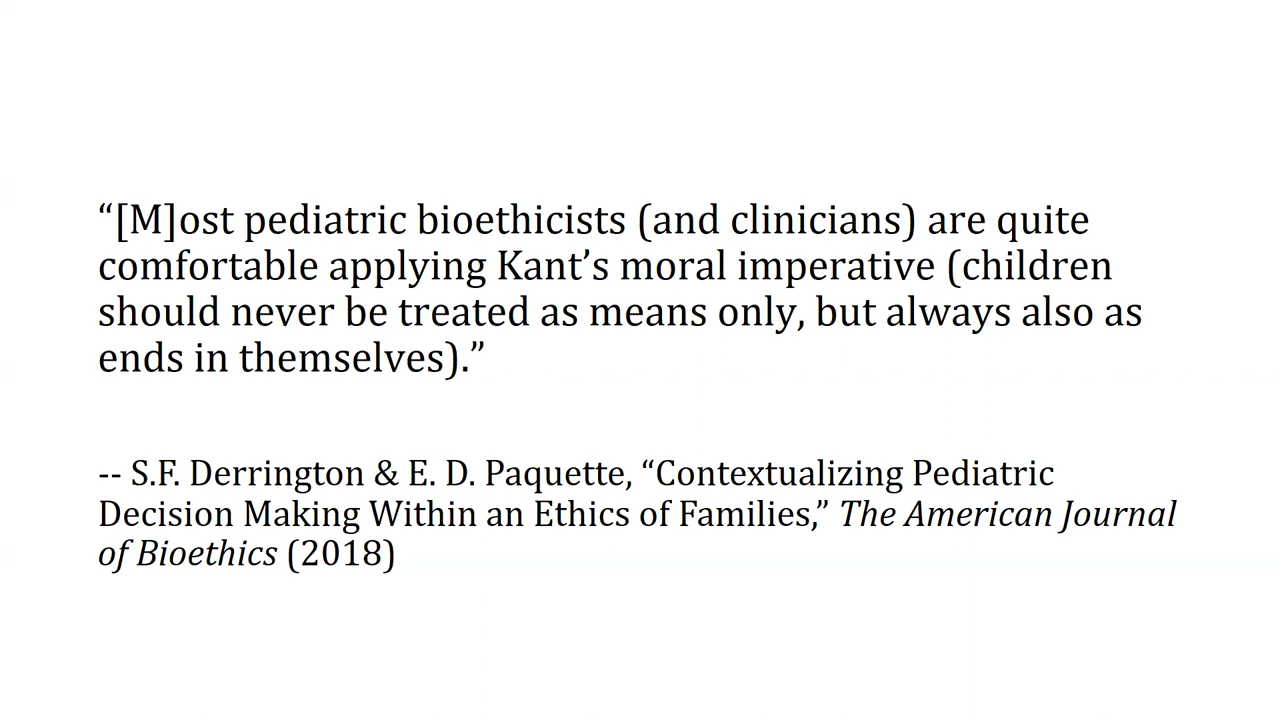 “[M]ost pediatric bioethicists (and clinicians) are quite
comfortable applying Kant’s moral imperative (children
should never be treated as means only, but always also as
ends in themselves).”
-- S.F. Derrington & E. D. Paquette, “Contextualizing Pediatric
Decision Making Within an Ethics of Families,” The American Journal
of Bioethics (2018)